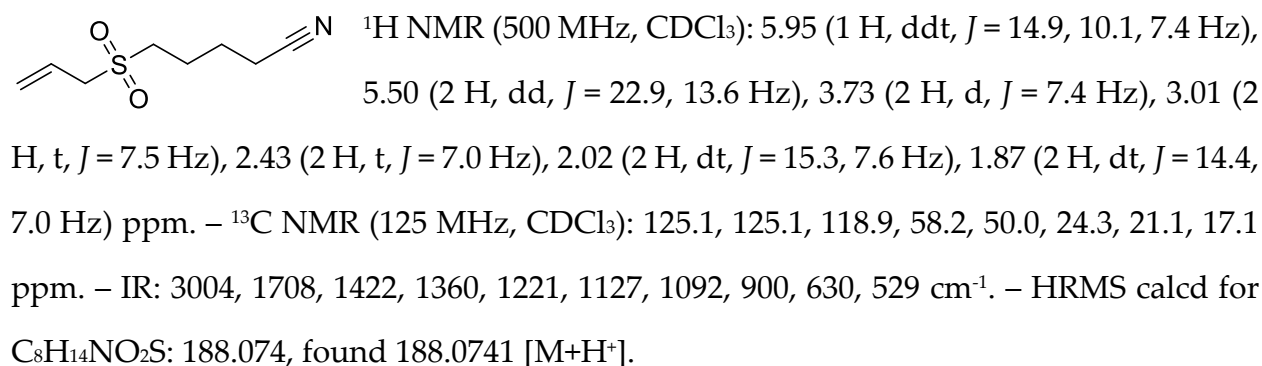 O
S
O
N
¹H NMR (500 MHz, CDCl₃): 5.95 (1 H, ddt, J = 14.9, 10.1, 7.4 Hz),
5.50 (2 H, dd, J = 22.9, 13.6 Hz), 3.73 (2 H, d, J = 7.4 Hz), 3.01 (2
H, t, J = 7.5 Hz), 2.43 (2 H, t, J = 7.0 Hz), 2.02 (2 H, dt, J = 15.3, 7.6 Hz), 1.87 (2 H, dt, J = 14.4,
7.0 Hz) ppm. – ¹³C NMR (125 MHz, CDCl₃): 125.1, 125.1, 118.9, 58.2, 50.0, 24.3, 21.1, 17.1
ppm. – IR: 3004, 1708, 1422, 1360, 1221, 1127, 1092, 900, 630, 529 cm⁻¹. – HRMS calcd for
C₈H₁₄NO₂S: 188.074, found 188.0741 [M+H⁺].